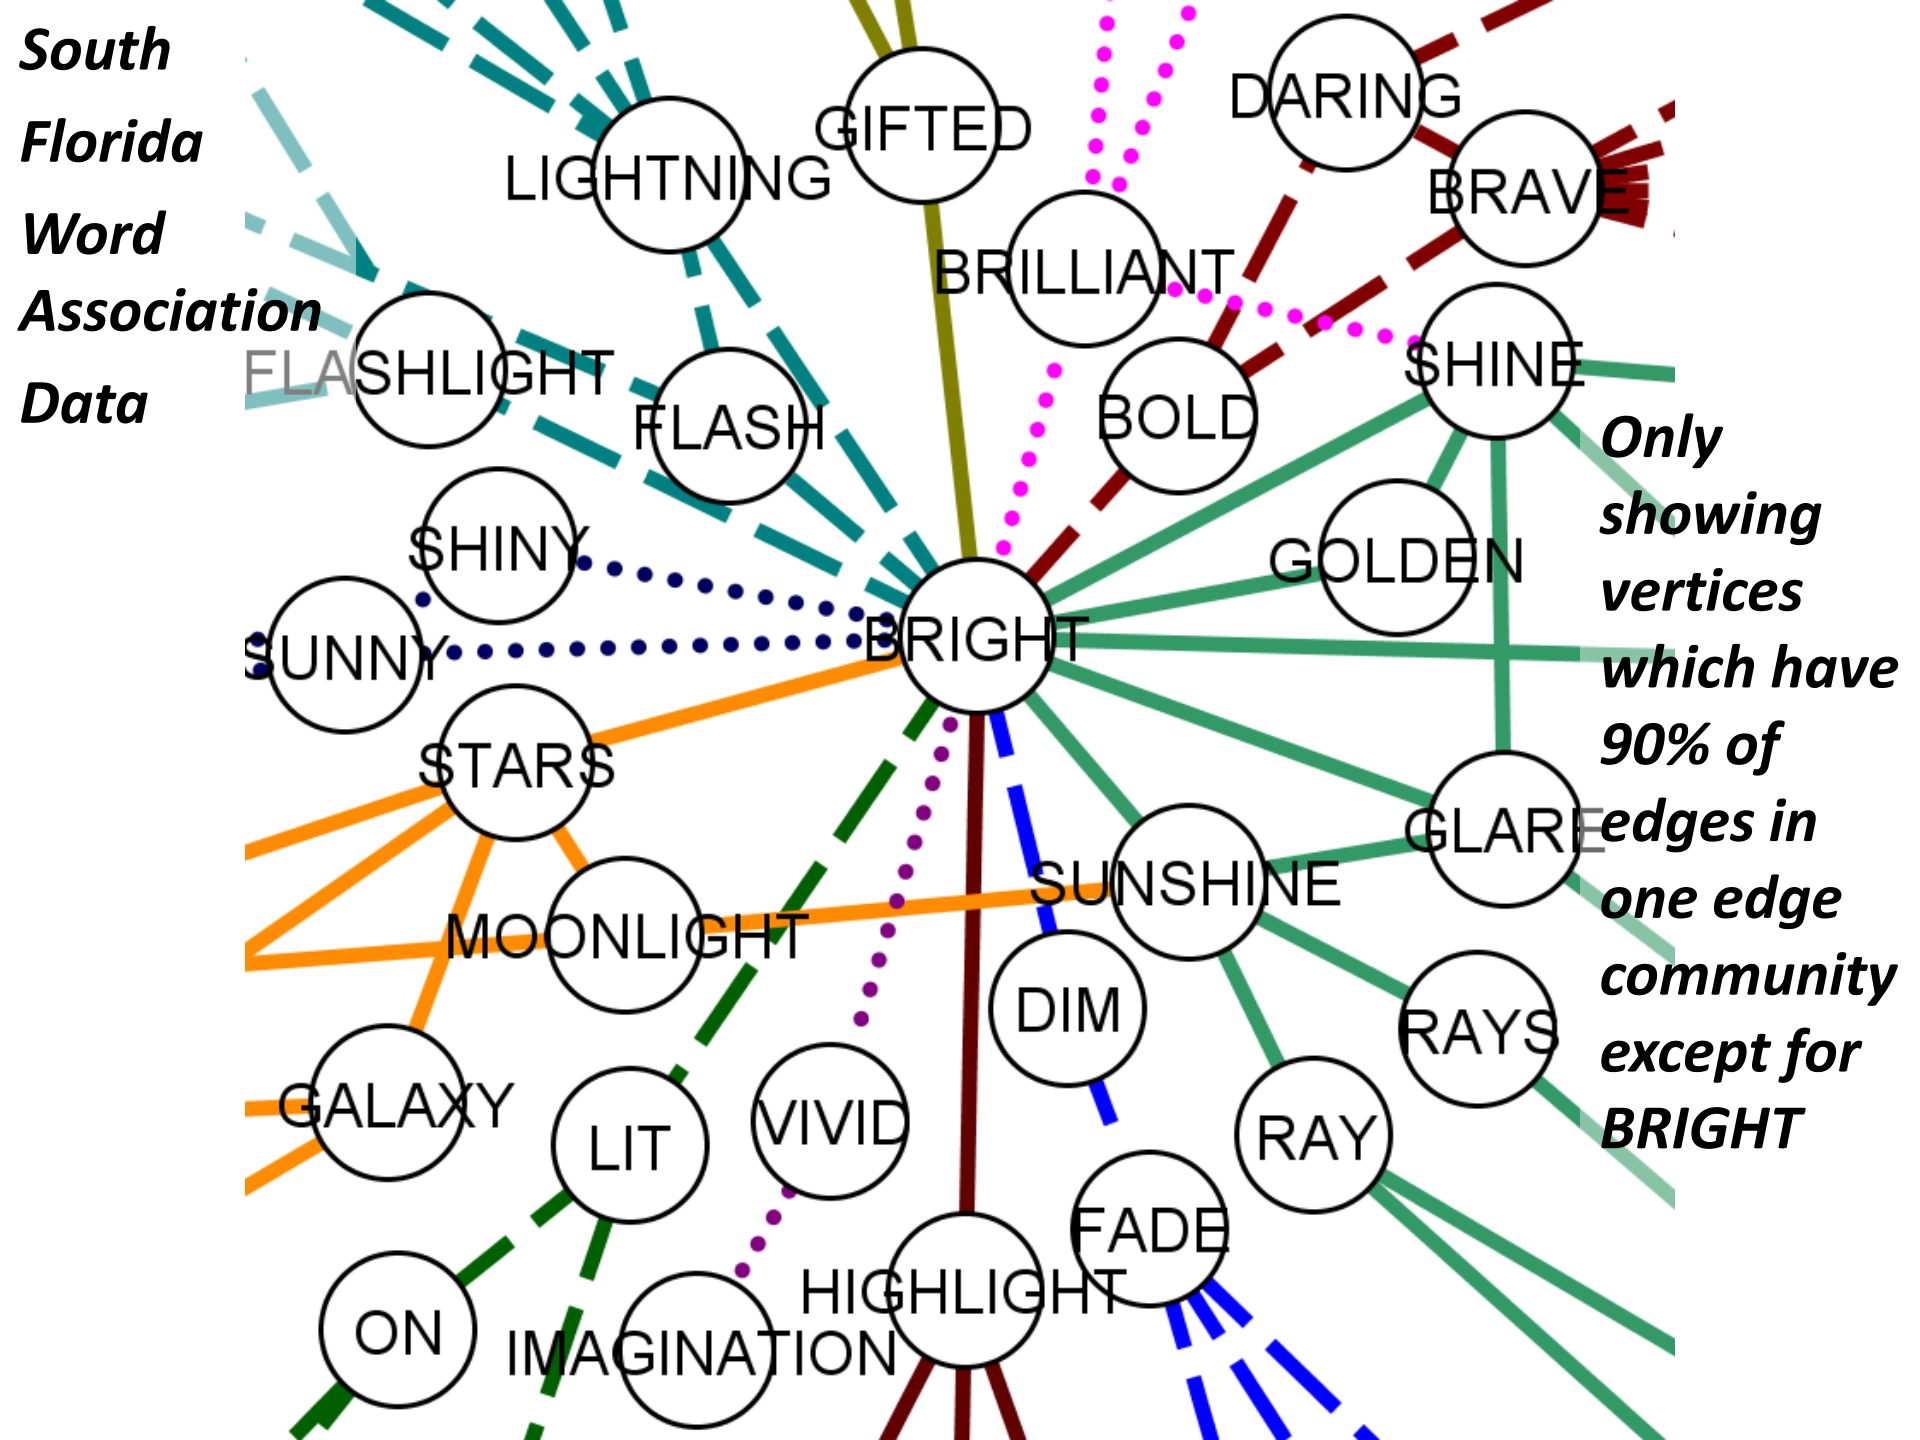 South
Florida
Word
Association
Data
GIFTED
DARING
LIGHTNING
BRAVE
BRILLIANT
FLASHLIGHT
FLASH
BOLD
SHINE
SHINY
GOLDEN
SUNNY
BRIGHT
STARS
GLARE
SUNSHINE
MOONLIGHT
DIM
RAYS
GALAXY
LIT
VIVID
RAY
FADE
HIGHLIGHT
ON
IMAGINATION
Only
showing
vertices
which have
90% of
edges in
one edge
community
except for
BRIGHT